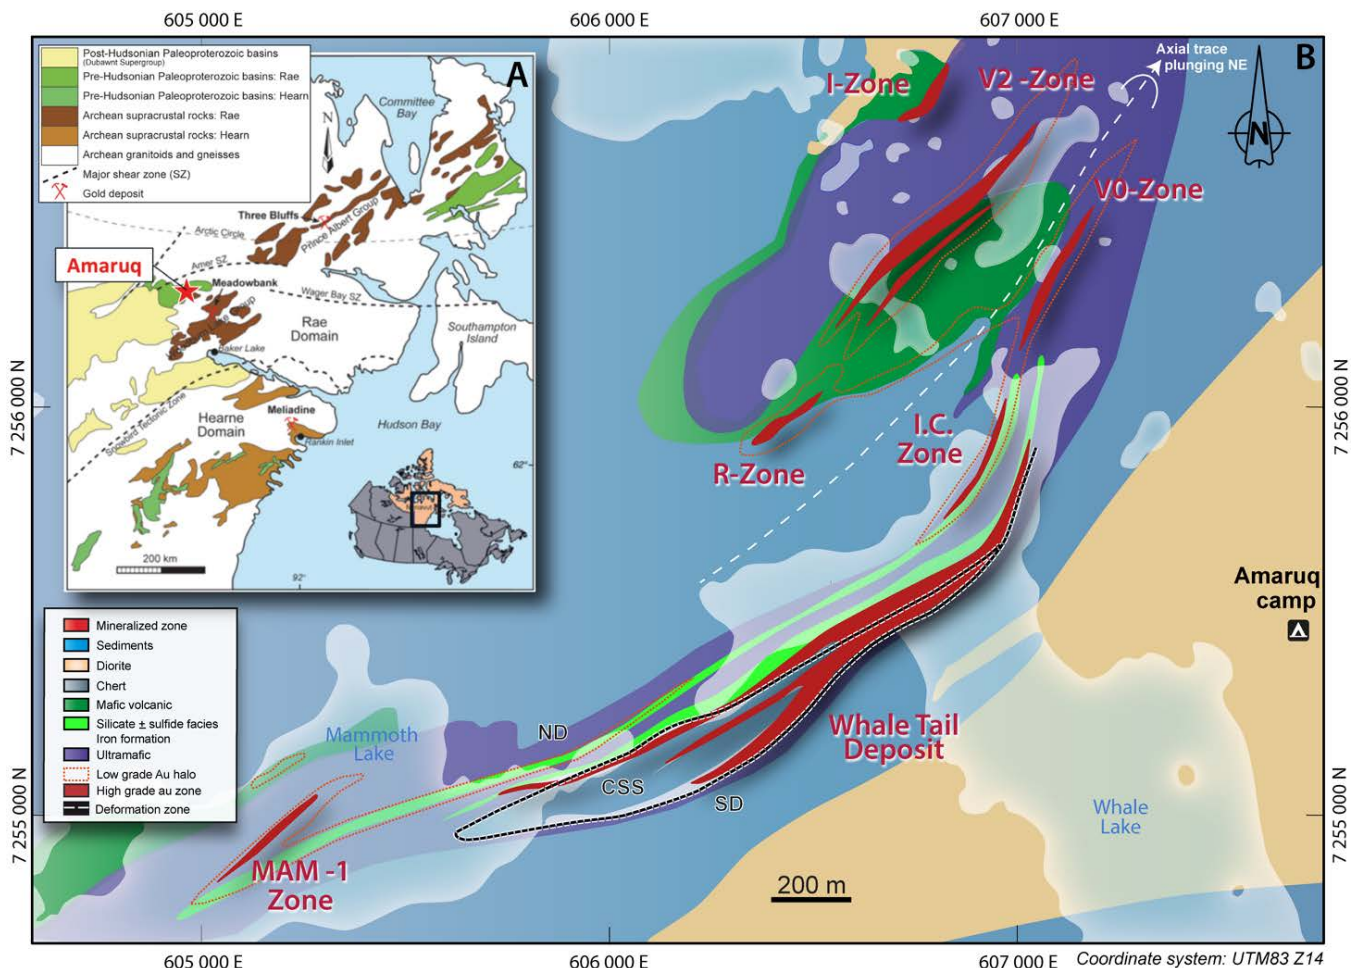 605 000 E
606 000 E
607 000 E
Post-Hudsonian Paleoproterozoic basins
(Dubawnt Supergroup)
Pre-Hudsonian Paleoproterozoic basins: Rae
Pre-Hudsonian Paleoproterozoic basins: Hearn
Archean supracrustal rocks: Rae
Archean supracrustal rocks: Hearn
Archean granitoids and gneisses
Major shear zone (SZ)
Gold deposit
A
Committee
Bay
N
Three Bluffs
Prince Albert Group
Arctic Circle
Amaruq
Amer SZ
Meadowbank
Wager Bay SZ
Group
Rae
Domain
Southampton
Island
Baker Lake
Snowbird Tectonic Zone
Hearne
Domain
Meliadine
Rankin Inlet
Hudson Bay
62°
Nunavut
200 km
92°
B
Axial trace
plunging NE
N
I-Zone
V2 -Zone
V0-Zone
I.C.
Zone
R-Zone
7 256 000 N
7 256 000 N
Amaruq
camp
Mineralized zone
Sediments
Diorite
Chert
Mafic volcanic
Silicate ± sulfide facies
Iron formation
Ultramafic
Low grade Au halo
High grade au zone
Deformation zone
Mammoth
Lake
ND
CSS
SD
Whale Tail
Deposit
Whale
Lake
7 255 000 N
7 255 000 N
MAM -1
Zone
200 m
605 000 E
606 000 E
607 000 E
Coordinate system: UTM83 Z14